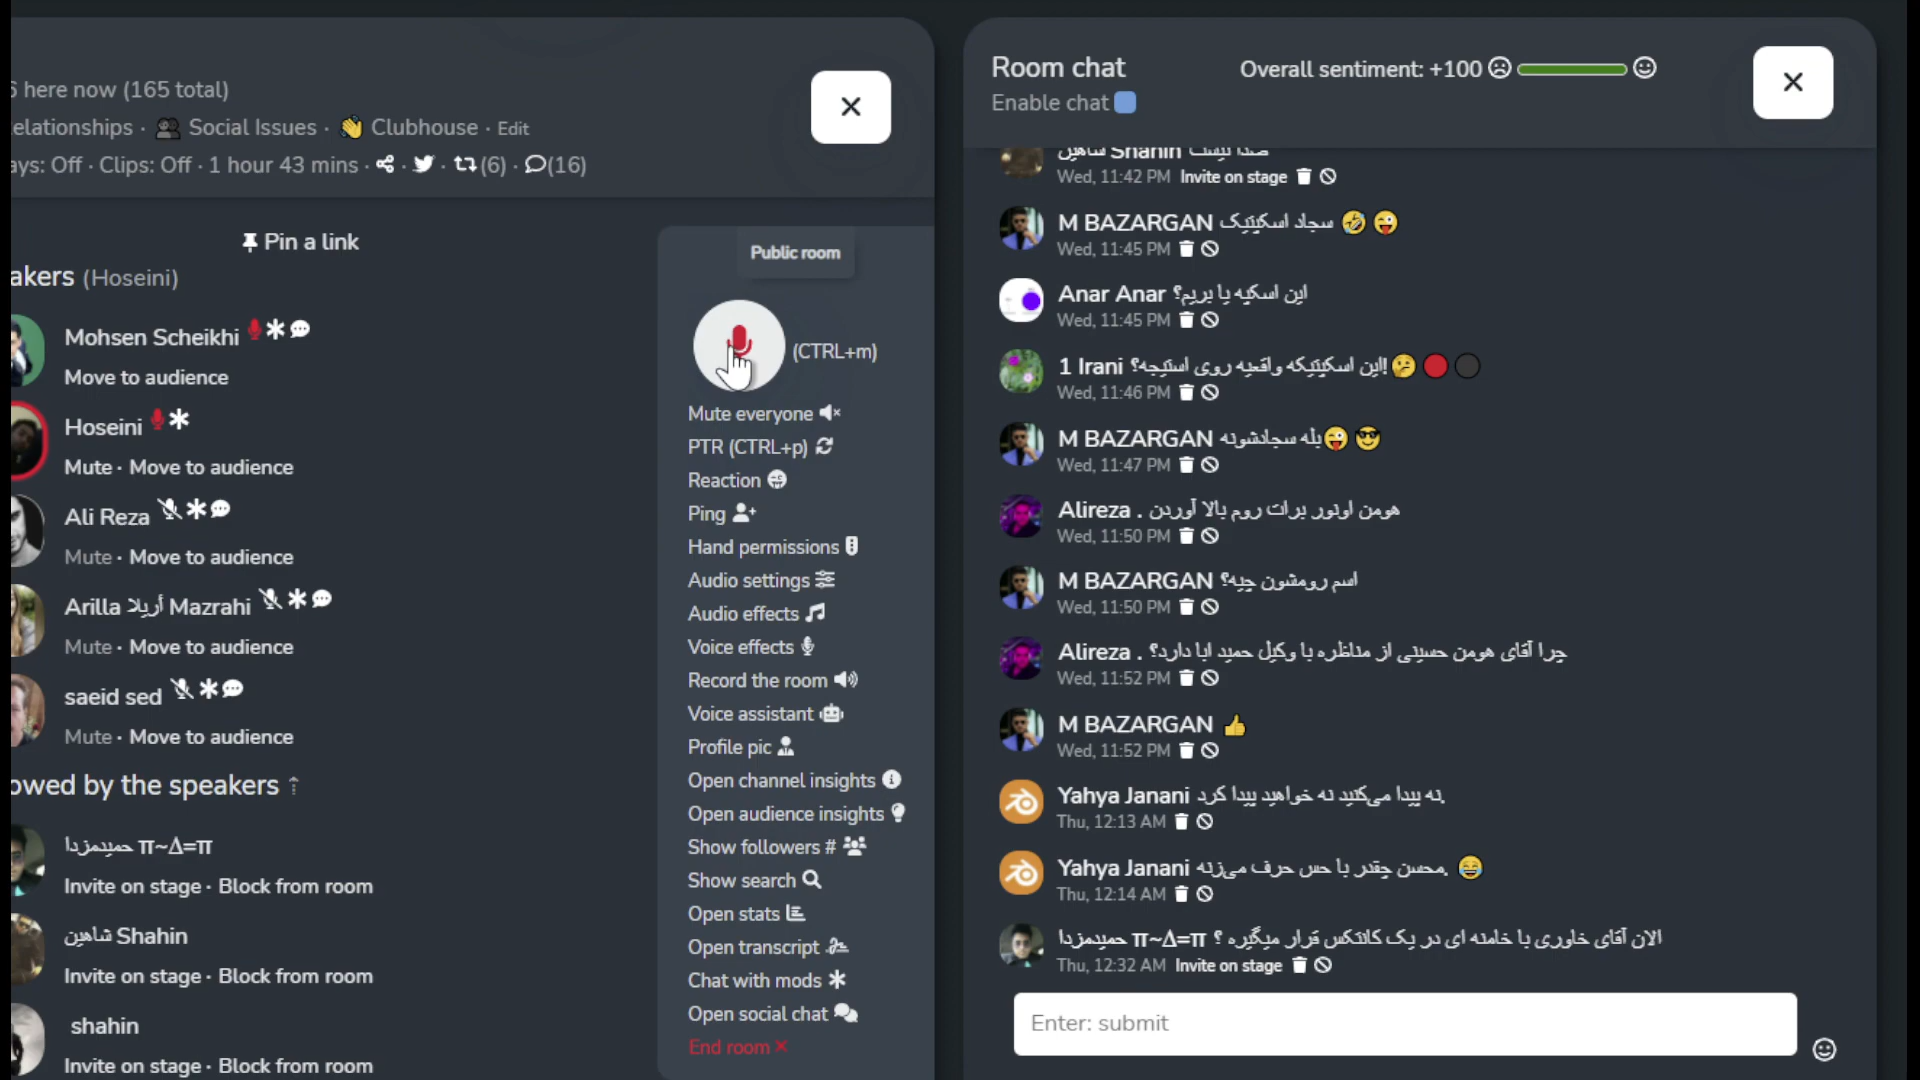 here now (165 total)
elationships · Social Issues · 👋 Clubhouse · Edit
ays: Off · Clips: Off · 1 hour 43 mins · · · (6) · (16)
Pin a link
akers (Hoseini)
Mohsen Scheikhi
Move to audience
Hoseini
Mute · Move to audience
Ali Reza
Mute · Move to audience
Arilla أريلا Mazrahi
Mute · Move to audience
saeid sed
Mute · Move to audience
owed by the speakers ⇡
حمیدمزدا π~Δ=π
Invite on stage · Block from room
شاهین Shahin
Invite on stage · Block from room
shahin
Invite on stage · Block from room
Public room
(CTRL+m)
Mute everyone
PTR (CTRL+p)
Reaction
Ping
Hand permissions
Audio settings
Audio effects
Voice effects
Record the room
Voice assistant
Profile pic
Open channel insights
Open audience insights
Show followers #
Show search
Open stats
Open transcript
Chat with mods
Open social chat
End room ×
Room chat
Overall sentiment: +100
Enable chat
شاهین Shahin صدا نیست
Wed, 11:42 PM Invite on stage
M BAZARGAN سجاد اسکپتیک 🤣 😜
Wed, 11:45 PM
Anar Anar این اسکیه یا بریم؟
Wed, 11:45 PM
1 Irani این اسکپتیکه واقعیه روی استیجه؟!🤔 🔴 ⚫
Wed, 11:46 PM
M BAZARGAN بله سجادشونه😜 😎
Wed, 11:47 PM
Alireza . هومن اونور برات روم بالا آوردن
Wed, 11:50 PM
M BAZARGAN اسم رومشون چیه؟
Wed, 11:50 PM
Alireza . چرا آقای هومن حسینی از مناظره با وکیل حمید ابا دارد؟
Wed, 11:52 PM
M BAZARGAN 👍
Wed, 11:52 PM
Yahya Janani نه پیدا می‌کنید نه خواهید پیدا کرد.
Thu, 12:13 AM
Yahya Janani محسن چقدر با حس حرف می‌زنه. 😂
Thu, 12:14 AM
حمیدمزدا π~Δ=π الان آقای خاوری با خامنه ای در یک کانتکس قرار میگیره ؟
Thu, 12:32 AM Invite on stage
Enter: submit